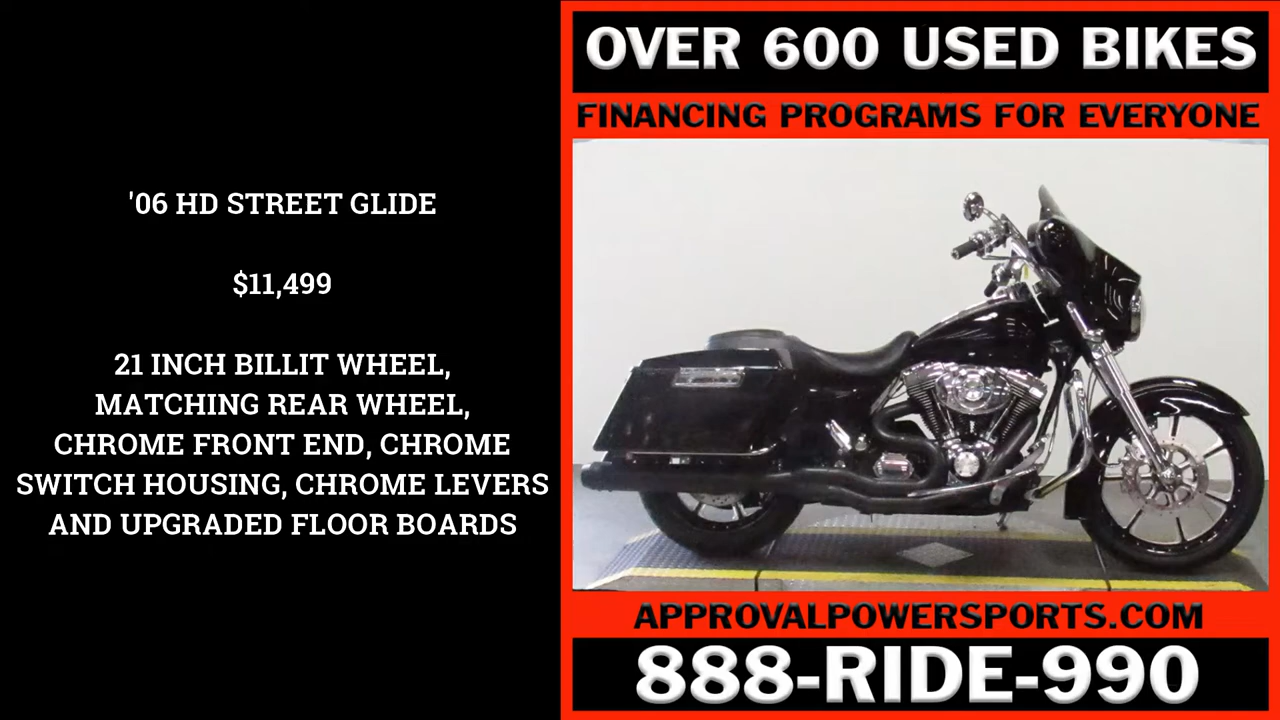 '06 HD STREET GLIDE
$11,499
21 INCH BILLIT WHEEL,
MATCHING REAR WHEEL,
CHROME FRONT END, CHROME
SWITCH HOUSING, CHROME LEVERS
AND UPGRADED FLOOR BOARDS
OVER 600 USED BIKES
FINANCING PROGRAMS FOR EVERYONE
APPROVALPOWERSPORTS.COM
888-RIDE-990